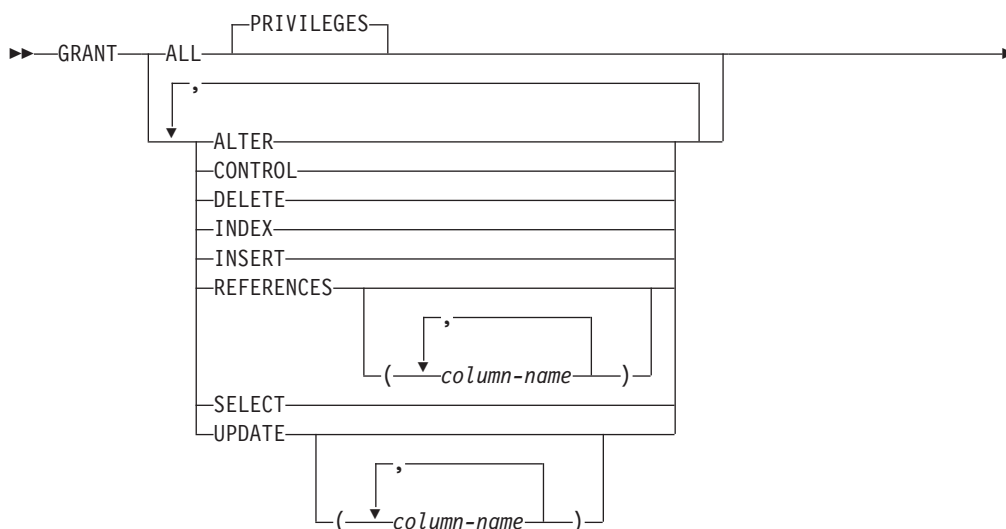 PRIVILEGES
GRANT ALL
,
ALTER
CONTROL
DELETE
INDEX
INSERT
REFERENCES
,
( column-name )
SELECT
UPDATE
,
( column-name )